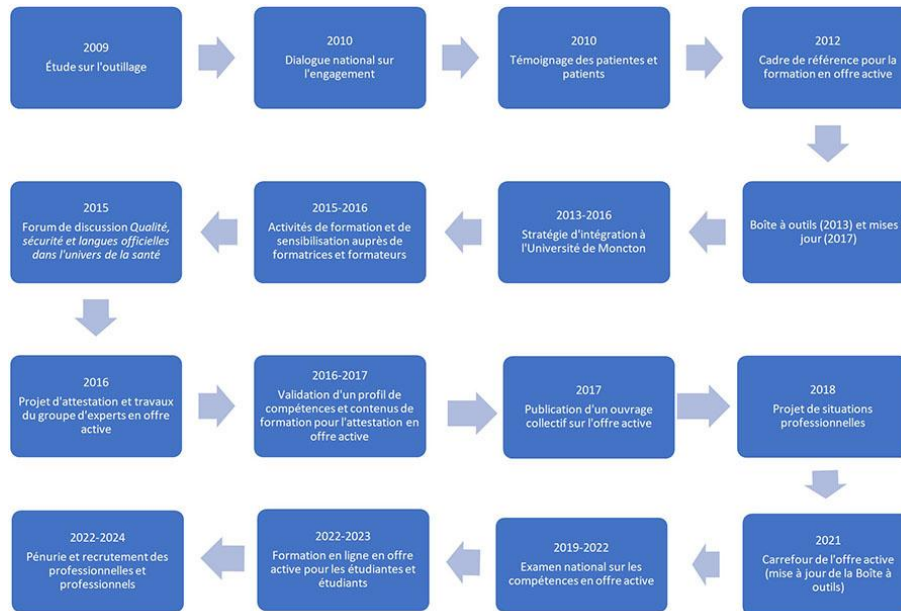 2009
Étude sur l'outillage
2010
Dialogue national sur
l'engagement
2010
Témoignage des patientes et
patients
2012
Cadre de référence pour la
formation en offre active
Boîte à outils (2013) et mises
jour (2017)
2013-2016
Stratégie d'intégration à
l'Université de Moncton
2015-2016
Activités de formation et de
sensibilisation auprès de
formatrices et formateurs
2015
Forum de discussion Qualité,
sécurité et langues officielles
dans l'univers de la santé
2016
Projet d'attestation et travaux
du groupe d'experts en offre
active
2016-2017
Validation d'un profil de
compétences et contenus de
formation pour l'attestation en
offre active
2017
Publication d'un ouvrage
collectif sur l'offre active
2018
Projet de situations
professionnelles
2021
Carrefour de l'offre active
(mise à jour de la Boîte à
outils)
2019-2022
Examen national sur les
compétences en offre active
2022-2023
Formation en ligne en offre
active pour les étudiantes et
étudiants
2022-2024
Pénurie et recrutement des
professionnelles et
professionnels